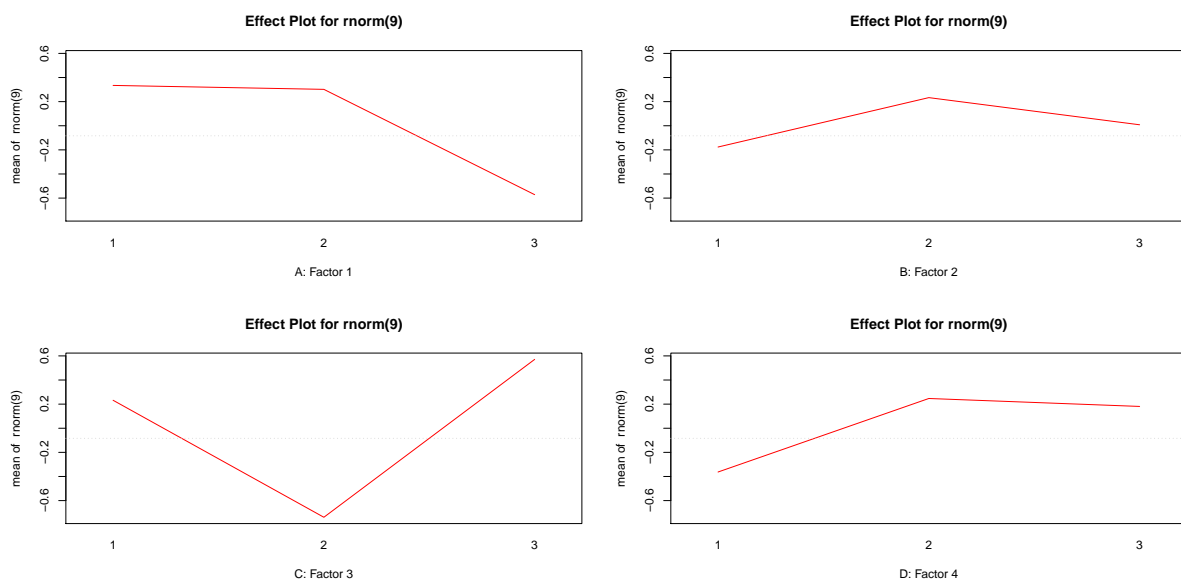 Effect Plot for rnorm(9)
mean of rnorm(9)
0.6
0.2
−0.2
−0.6
1 2 3
A: Factor 1
Effect Plot for rnorm(9)
mean of rnorm(9)
0.6
0.2
−0.2
−0.6
1 2 3
B: Factor 2
Effect Plot for rnorm(9)
mean of rnorm(9)
0.6
0.2
−0.2
−0.6
1 2 3
C: Factor 3
Effect Plot for rnorm(9)
mean of rnorm(9)
0.6
0.2
−0.2
−0.6
1 2 3
D: Factor 4